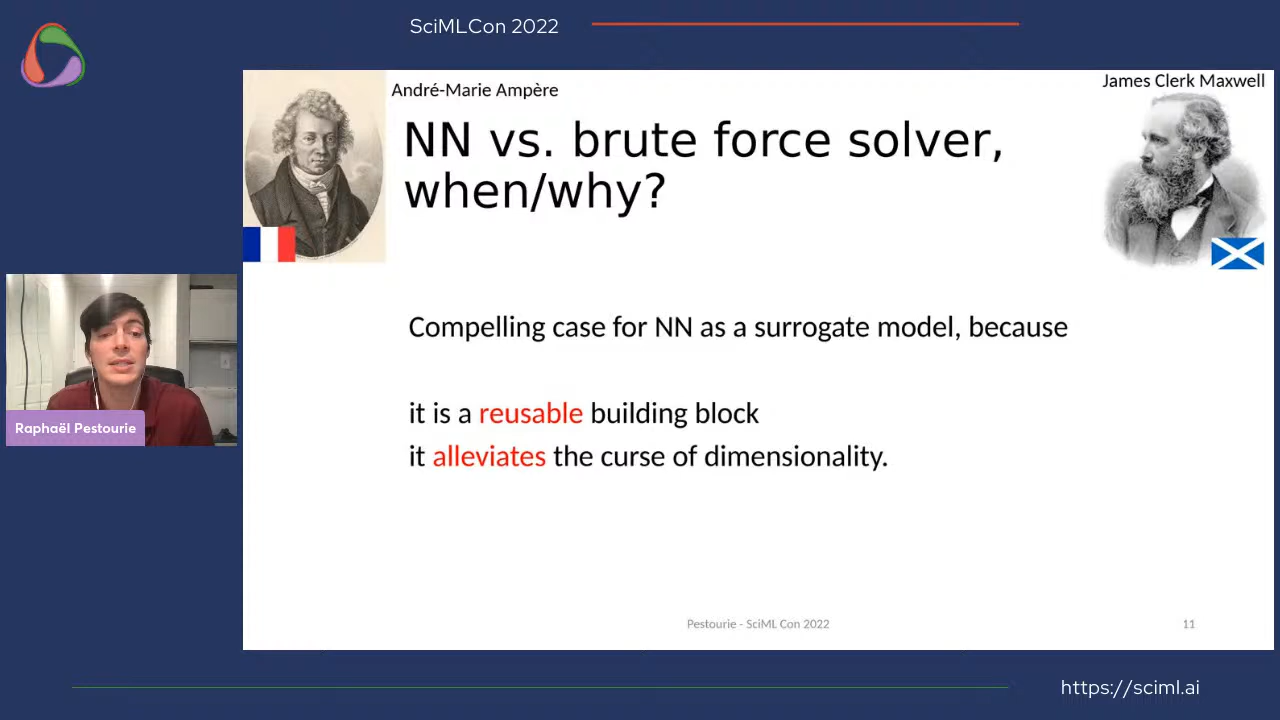 SciMLCon 2022
André-Marie Ampère
James Clerk Maxwell
NN vs. brute force solver,
when/why?
Compelling case for NN as a surrogate model, because
it is a reusable building block
it alleviates the curse of dimensionality.
Raphaël Pestourie
Pestourie - SciML Con 2022
11
https://sciml.ai